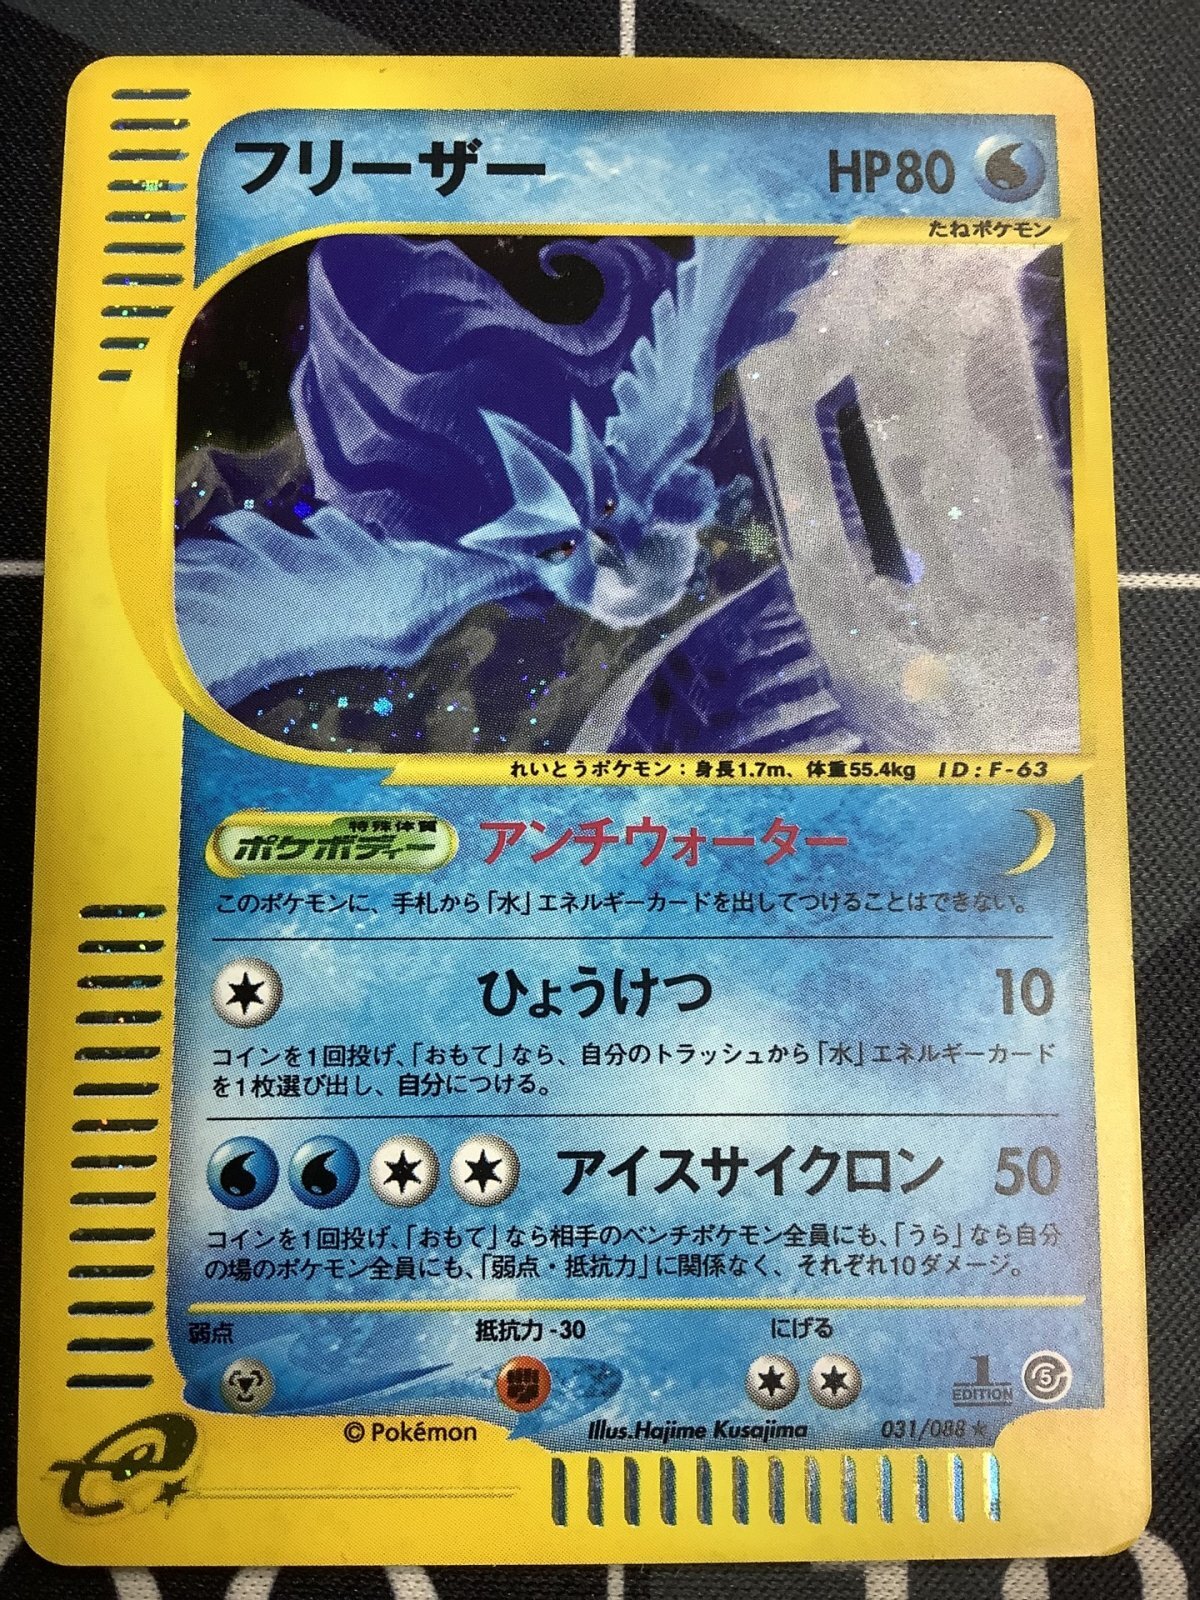 フリーザー
HP80
たねポケモン
れいとうポケモン：身長1.7m、体重55.4kg ID：F-63
特殊体質
ポケボディー
アンチウォーター
このポケモンに、手札から「水」エネルギーカードを出してつけることはできない。
ひょうけつ 10
コインを1回投げ、「おもて」なら、自分のトラッシュから「水」エネルギーカード
を1枚選び出し、自分につける。
アイスサイクロン 50
コインを1回投げ、「おもて」なら相手のベンチポケモン全員にも、「うら」なら自分
の場のポケモン全員にも、「弱点・抵抗力」に関係なく、それぞれ10ダメージ。
弱点 抵抗力-30 にげる
1
EDITION
5
© Pokémon Illus.Hajime Kusajima 031/088 ★
e